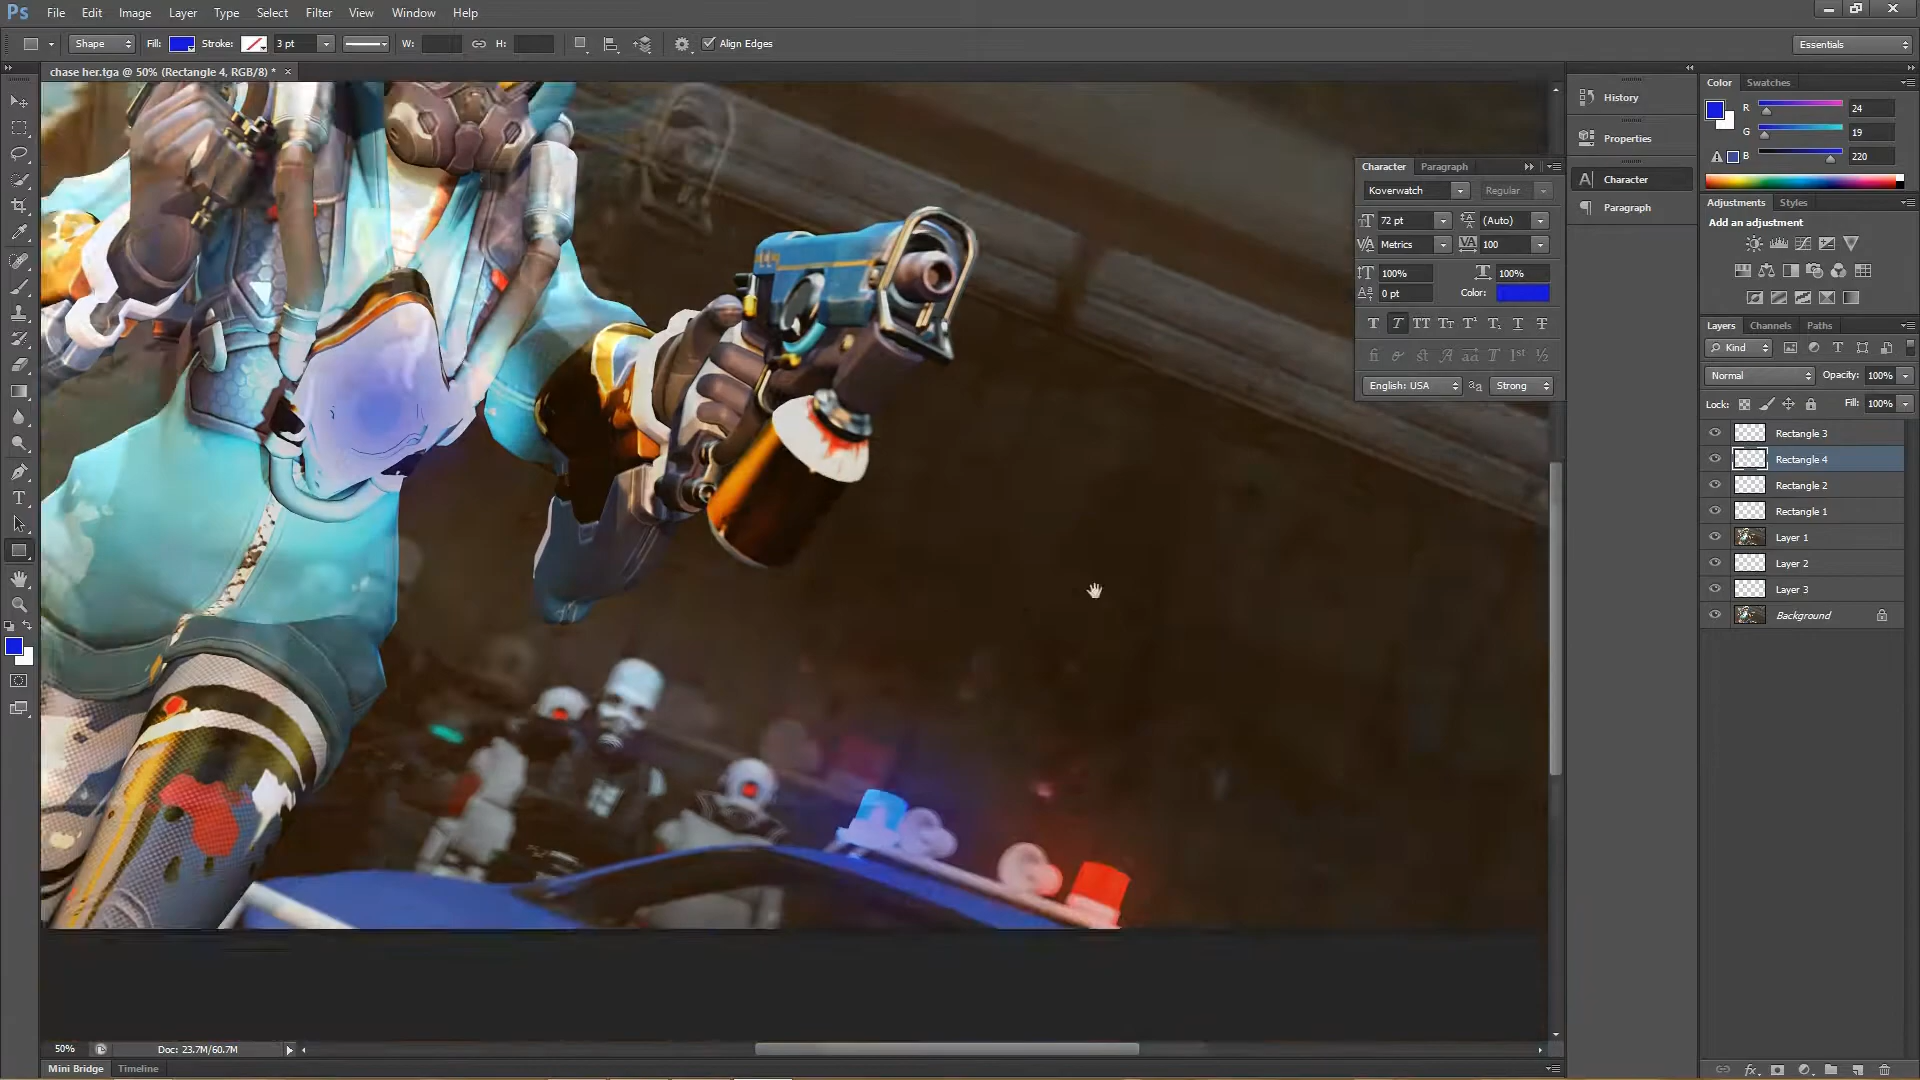 Ps File Edit Image Layer Type Select Filter View Window Help
Shape Fill: Stroke: 3 pt W: H: Align Edges Essentials
chase her.tga @ 50% (Rectangle 4, RGB/8) * ×
History
Properties
Character
Paragraph
Color Swatches
R 24
G 19
B 220
Character Paragraph
Koverwatch Regular
72 pt (Auto)
Metrics 100
100% 100%
0 pt Color:
English: USA Strong
Adjustments Styles
Add an adjustment
Layers Channels Paths
Kind
Normal Opacity: 100%
Lock: Fill: 100%
Rectangle 3
Rectangle 4
Rectangle 2
Rectangle 1
Layer 1
Layer 2
Layer 3
Background
50% Doc: 23.7M/60.7M
Mini Bridge Timeline